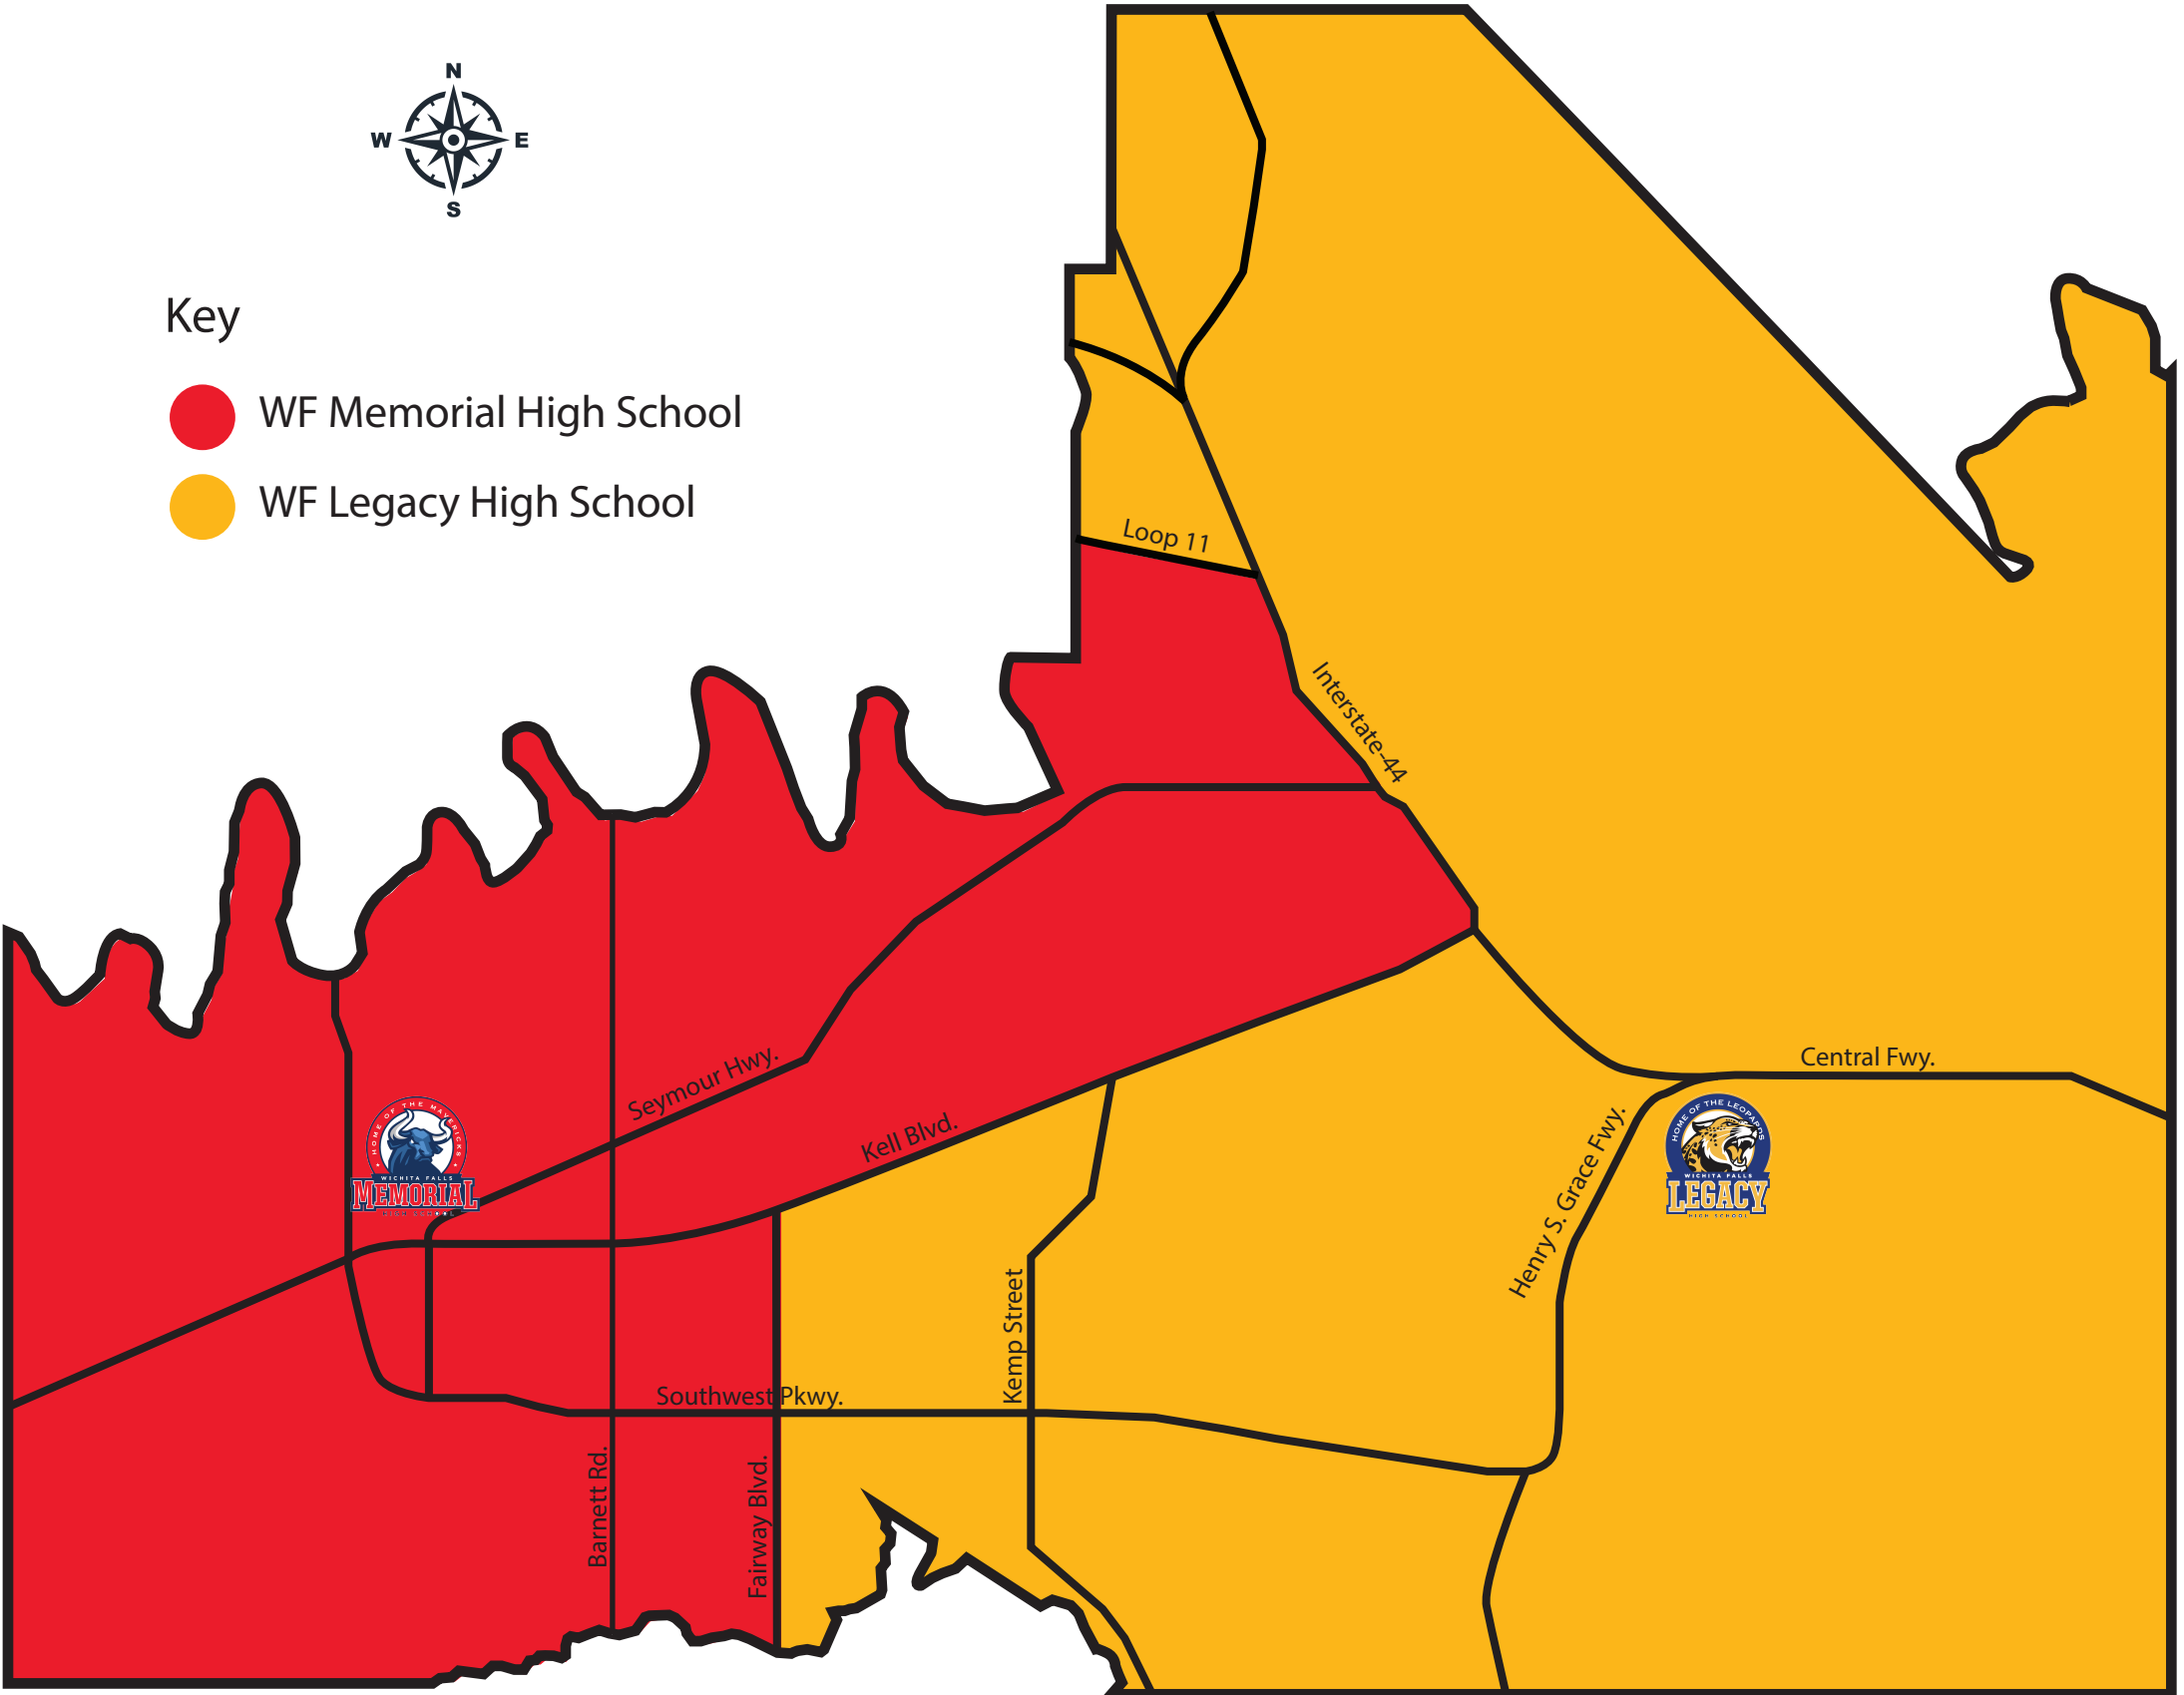 N
W E
S
Key
WF Memorial High School
WF Legacy High School
Loop 11
Interstate-44
Seymour Hwy.
Kell Blvd.
Central Fwy.
Henry S. Grace Fwy.
Kemp Street
Southwest Pkwy.
Barnett Rd.
Fairway Blvd.
HOME OF THE MAVERICKS
WICHITA FALLS
MEMORIAL
HIGH SCHOOL
HOME OF THE LEOPARDS
WICHITA FALLS
LEGACY
HIGH SCHOOL